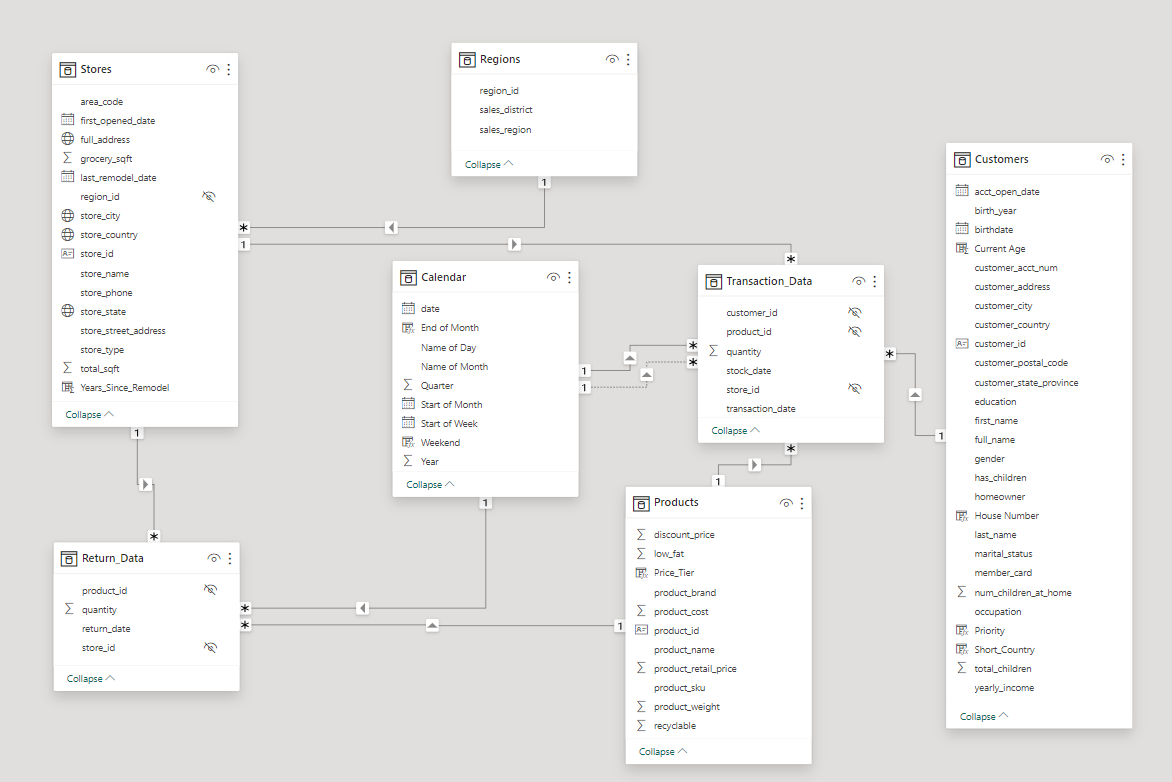 Stores
area_code
first_opened_date
full_address
grocery_sqft
last_remodel_date
region_id
store_city
store_country
store_id
store_name
store_phone
store_state
store_street_address
store_type
total_sqft
Years_Since_Remodel
Collapse
Regions
region_id
sales_district
sales_region
Collapse
1
*
1
*
Calendar
date
End of Month
Name of Day
Name of Month
Quarter
Start of Month
Start of Week
Weekend
Year
Collapse
1
1
*
*
Transaction_Data
customer_id
product_id
quantity
stock_date
store_id
transaction_date
Collapse
*
1
*
1
Customers
acct_open_date
birth_year
birthdate
Current Age
customer_acct_num
customer_address
customer_city
customer_country
customer_id
customer_postal_code
customer_state_province
education
first_name
full_name
gender
has_children
homeowner
House Number
last_name
marital_status
member_card
num_children_at_home
occupation
Priority
Short_Country
total_children
yearly_income
Collapse
1
*
Return_Data
product_id
quantity
return_date
store_id
Collapse
1
*
*
1
Products
discount_price
low_fat
Price_Tier
product_brand
product_cost
product_id
product_name
product_retail_price
product_sku
product_weight
recyclable
Collapse